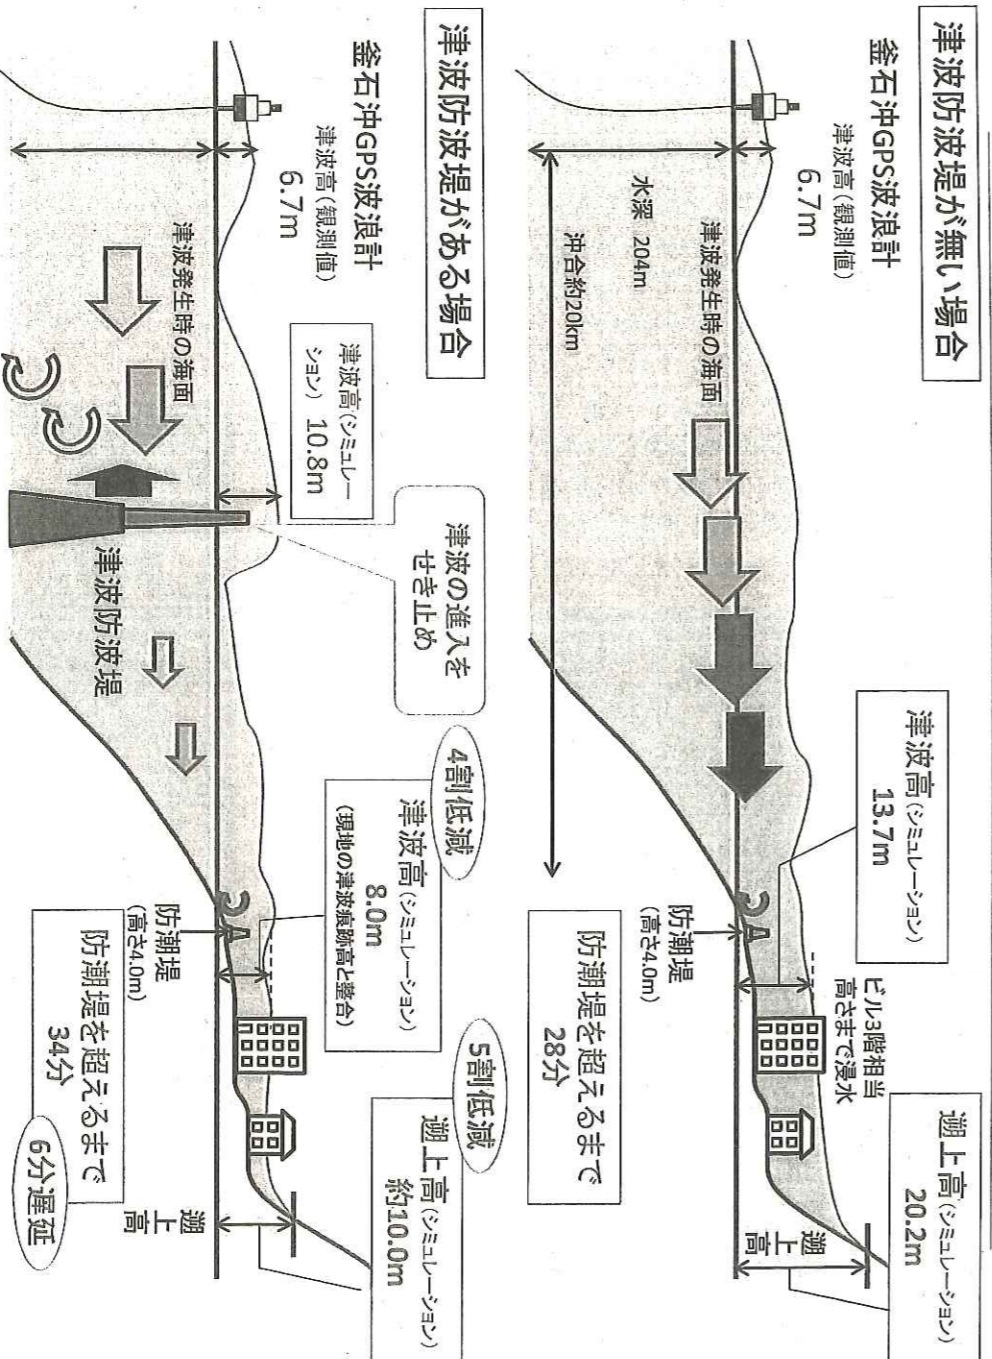 津波防波堤が無い場合
釜石沖GPS波浪計
津波高(観測値)
6.7m
津波発生時の海面
水深 204m
沖合約20km
津波高(シミュレーション)
13.7m
ビル3階相当
高さまで浸水
遡上高(シミュレーション)
20.2m
遡上
高
防潮堤
(高さ4.0m)
防潮堤を超えるまで
28分
津波防波堤がある場合
釜石沖GPS波浪計
津波高(観測値)
6.7m
津波発生時の海面
津波高(シミュレー
ション) 10.8m
津波の進入を
せき止め
津波防波堤
4割低減
津波高(シミュレーション)
8.0m
(現地の津波痕跡高と整合)
5割低減
遡上高(シミュレーション)
約10.0m
遡上
高
防潮堤
(高さ4.0m)
防潮堤を超えるまで
34分
6分遅延